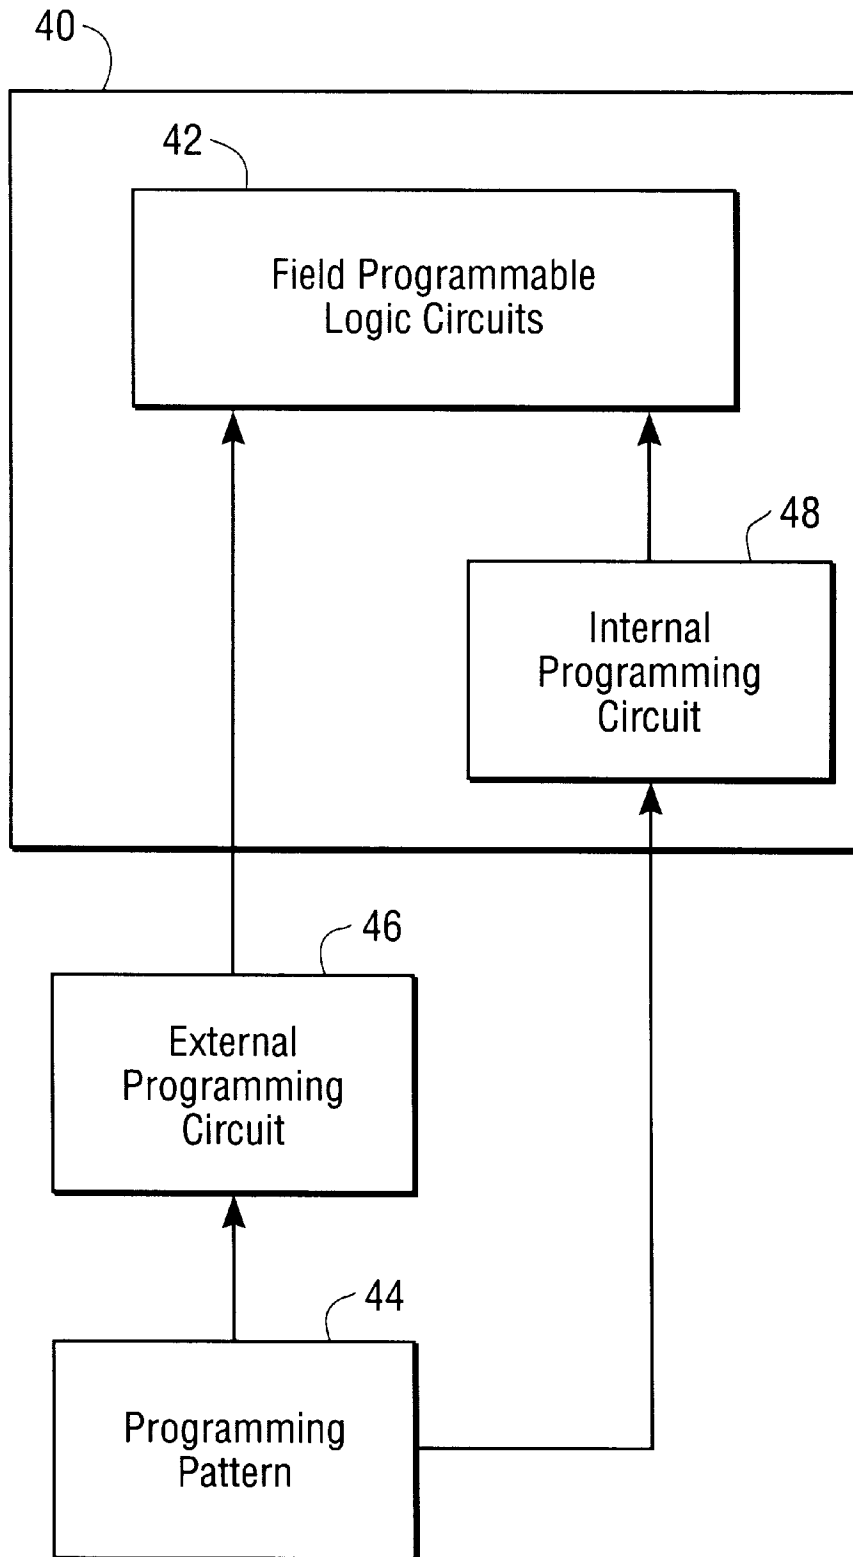 40
42
Field Programmable
Logic Circuits
48
Internal
Programming
Circuit
46
External
Programming
Circuit
44
Programming
Pattern